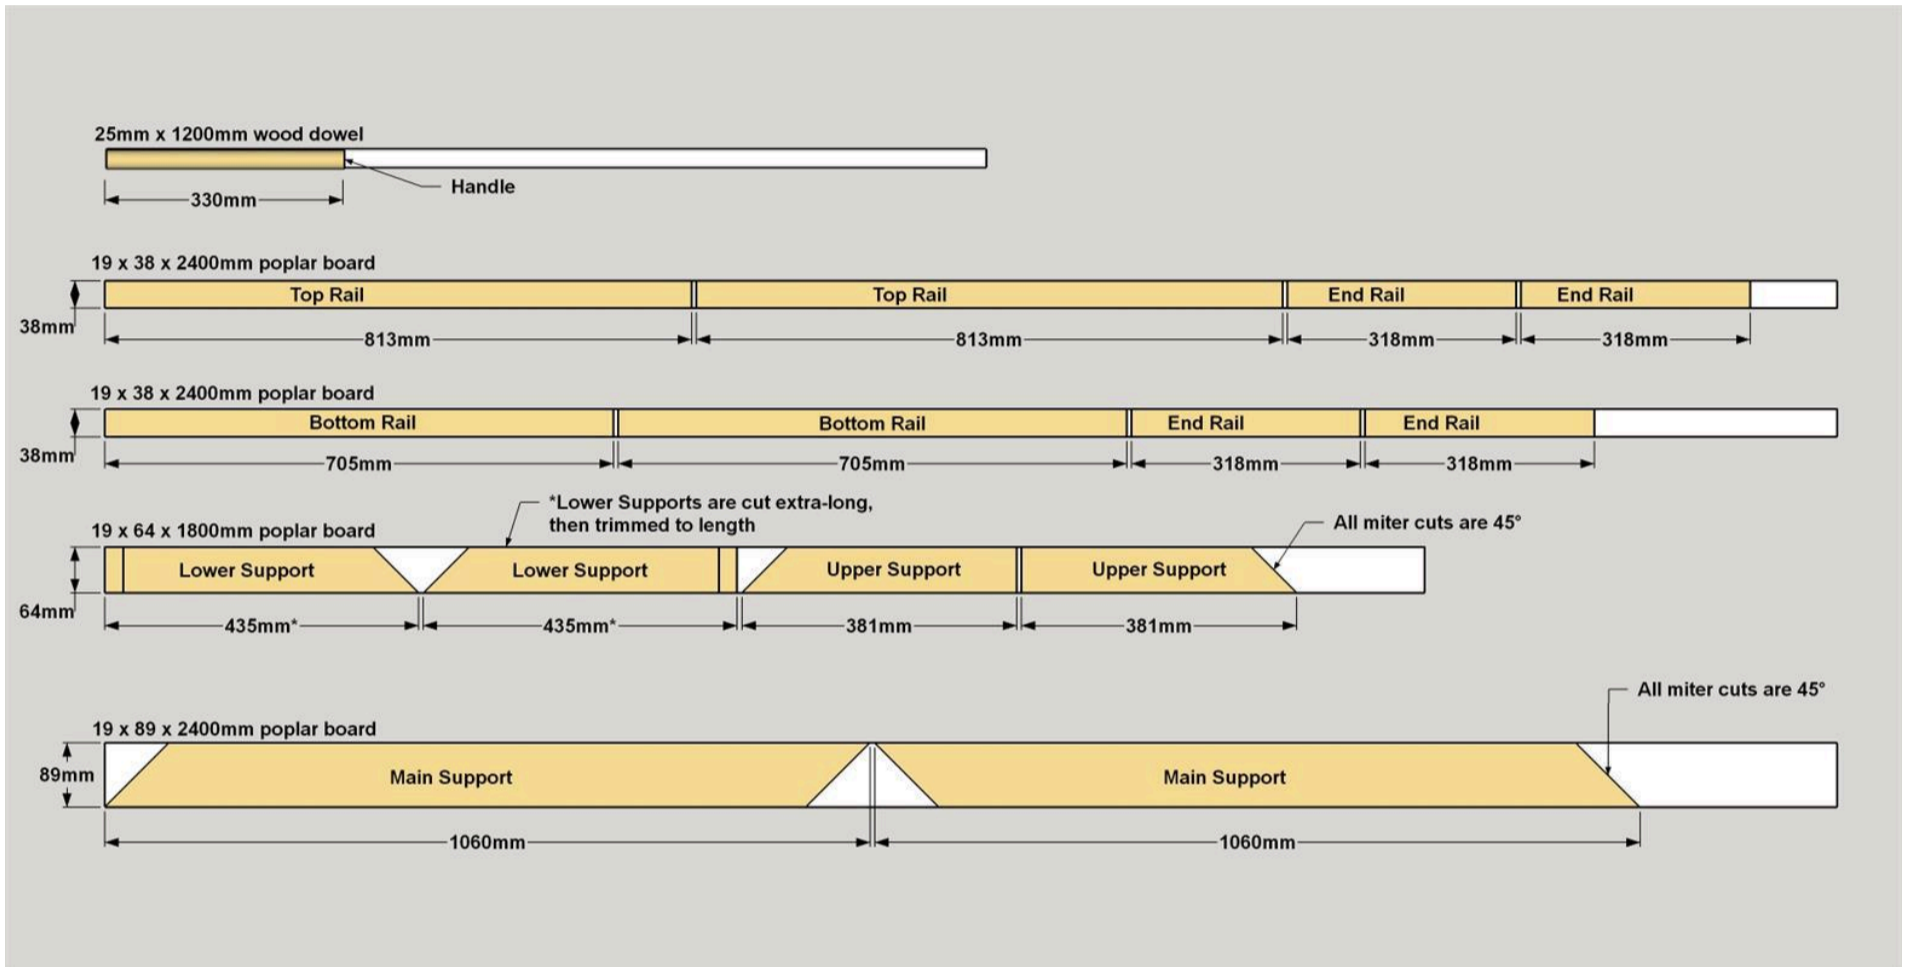 25mm x 1200mm wood dowel
Handle
330mm
19 x 38 x 2400mm poplar board
Top Rail
Top Rail
End Rail
End Rail
38mm
813mm
813mm
318mm
318mm
19 x 38 x 2400mm poplar board
Bottom Rail
Bottom Rail
End Rail
End Rail
38mm
705mm
705mm
318mm
318mm
*Lower Supports are cut extra-long,
then trimmed to length
19 x 64 x 1800mm poplar board
All miter cuts are 45°
Lower Support
Lower Support
Upper Support
Upper Support
64mm
435mm*
435mm*
381mm
381mm
All miter cuts are 45°
19 x 89 x 2400mm poplar board
89mm
Main Support
Main Support
1060mm
1060mm